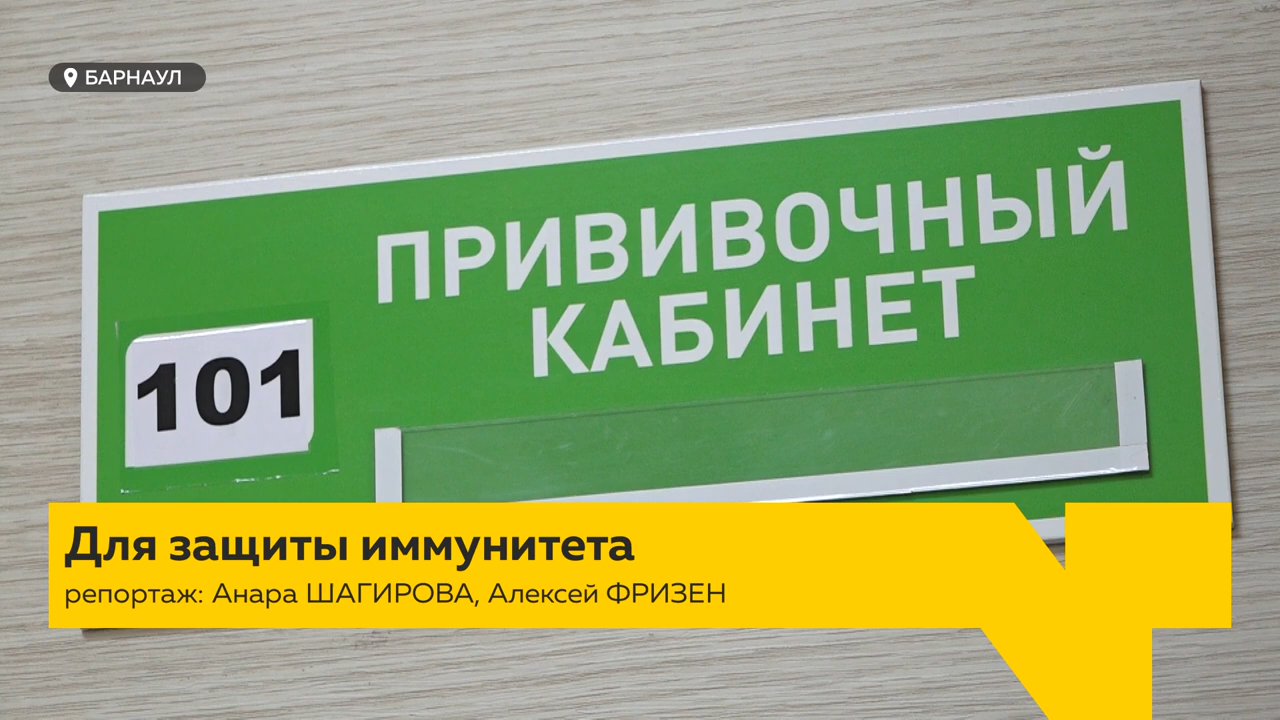 БАРНАУЛ
ПРИВИВОЧНЫЙ
КАБИНЕТ
101
Для защиты иммунитета
репортаж: Анара ШАГИРОВА, Алексей ФРИЗЕН